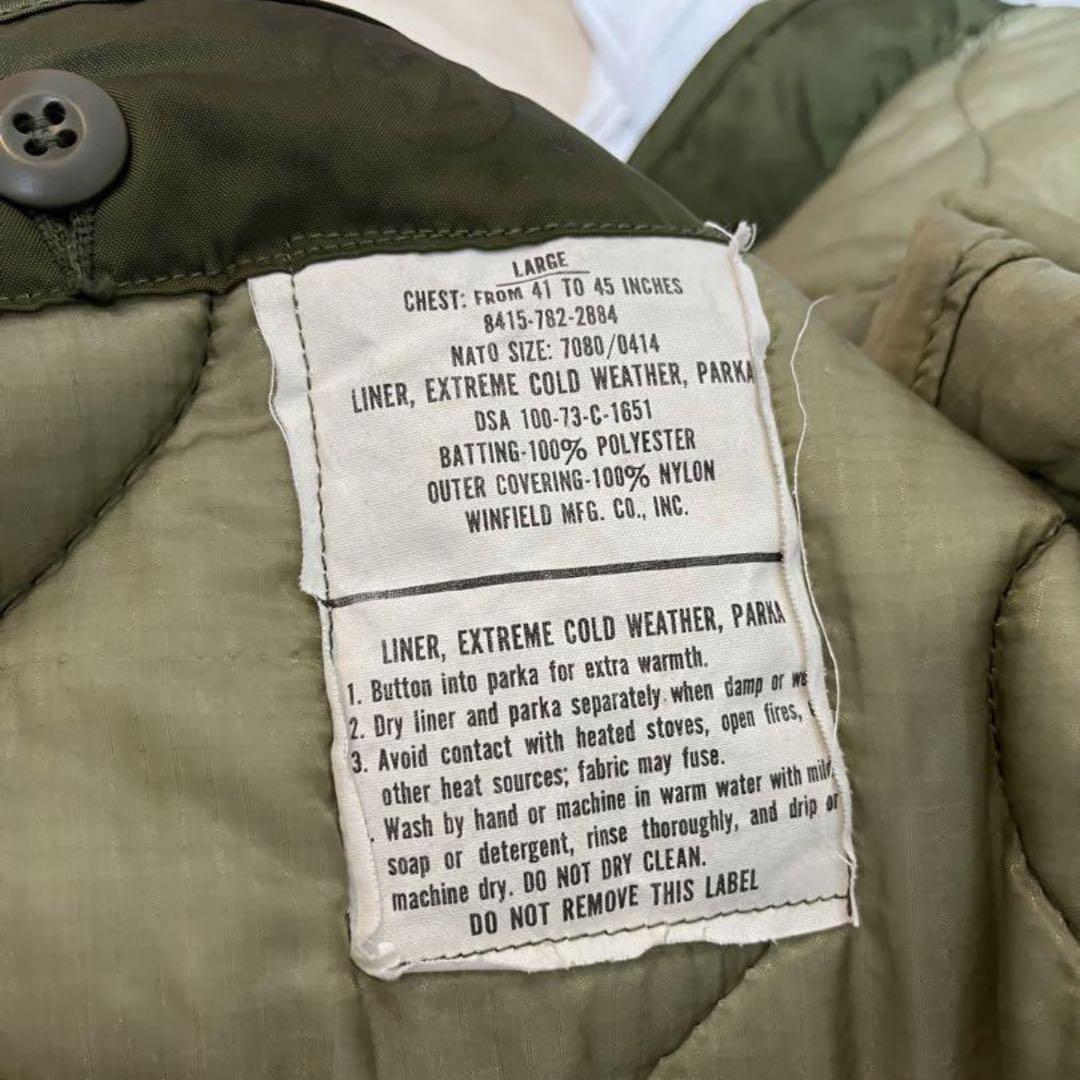 LARGE
CHEST: FROM 41 TO 45 INCHES
8415-782-2884
NATO SIZE: 7080/0414
LINER, EXTREME COLD WEATHER, PARKA
DSA 100-73-C-1651
BATTING-100% POLYESTER
OUTER COVERING-100% NYLON
WINFIELD MFG. CO., INC.
LINER, EXTREME COLD WEATHER, PARKA
1. Button into parka for extra warmth.
2. Dry liner and parka separately when damp or
3. Avoid contact with heated stoves, open fires,
other heat sources; fabric may fuse.
. Wash by hand or machine in warm water with mild
soap or detergent, rinse thoroughly, and drip or
machine dry. DO NOT DRY CLEAN.
DO NOT REMOVE THIS LABEL